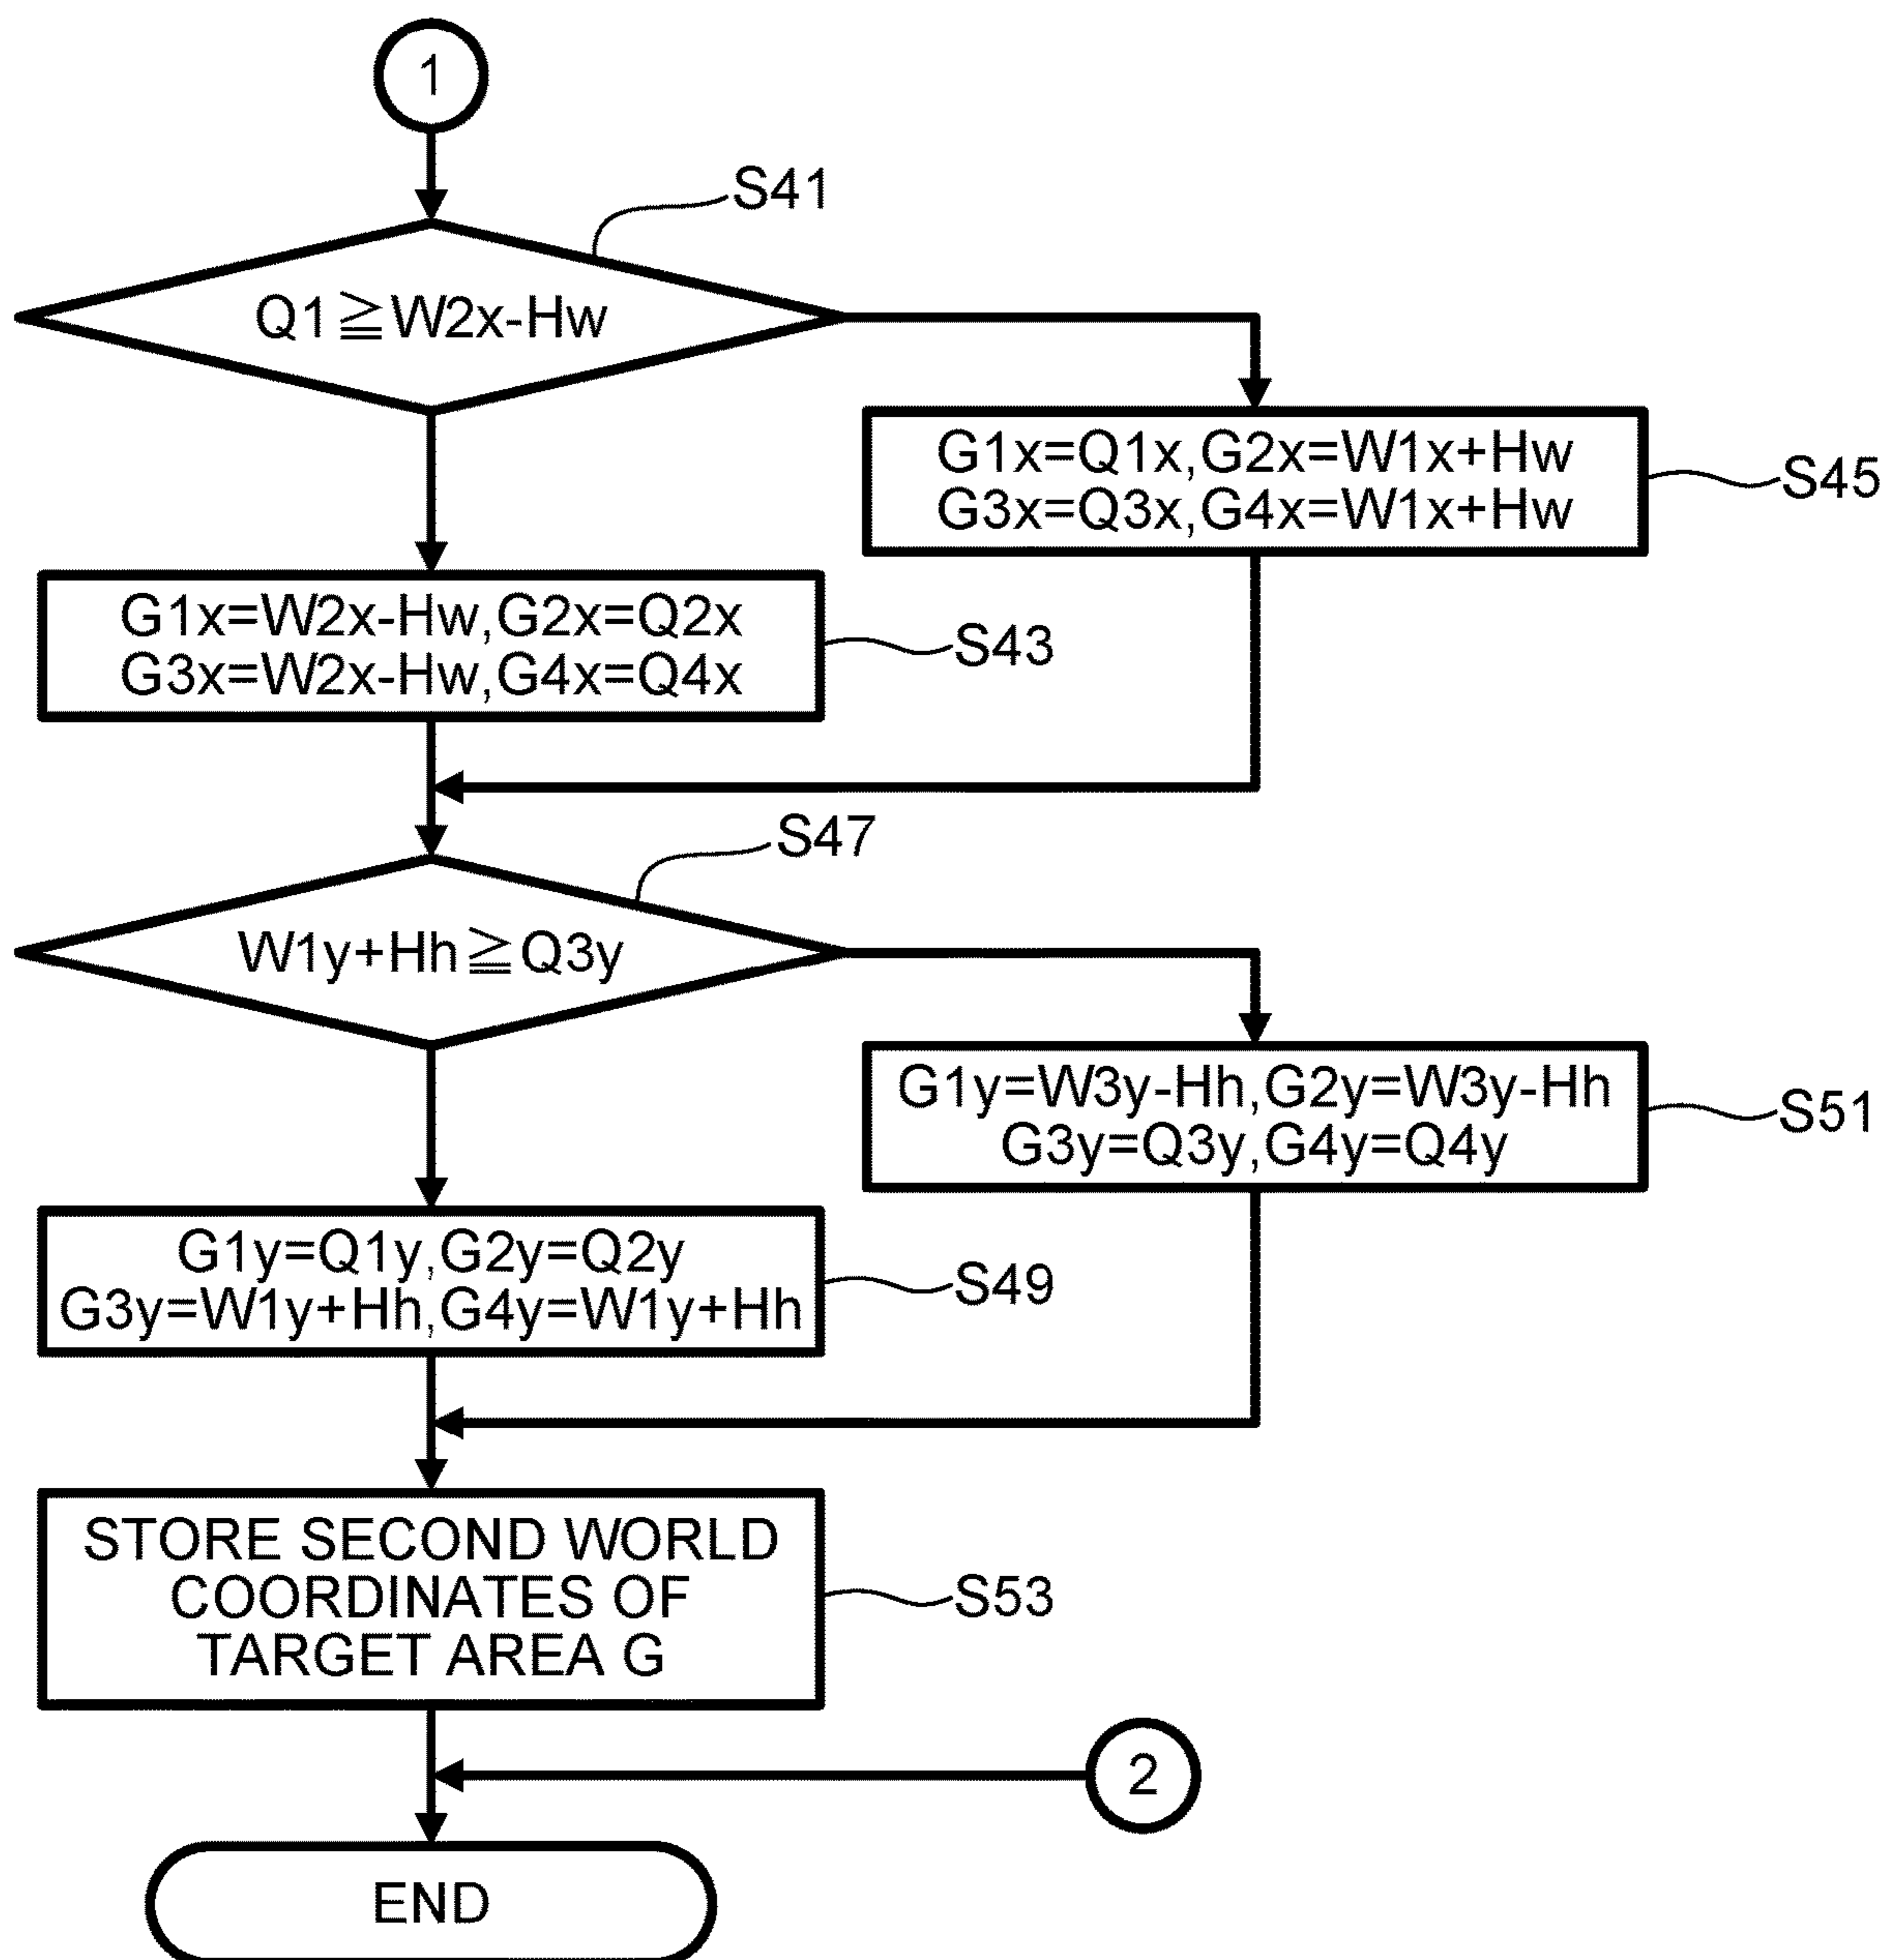 1
S41
Q1≧W2x-Hw
G1x=Q1x,G2x=W1x+Hw
G3x=Q3x,G4x=W1x+Hw
S45
G1x=W2x-Hw,G2x=Q2x
G3x=W2x-Hw,G4x=Q4x
S43
S47
W1y+Hh≧Q3y
G1y=W3y-Hh,G2y=W3y-Hh
G3y=Q3y,G4y=Q4y
S51
G1y=Q1y,G2y=Q2y
G3y=W1y+Hh,G4y=W1y+Hh
S49
STORE SECOND WORLD
COORDINATES OF
TARGET AREA G
S53
2
END